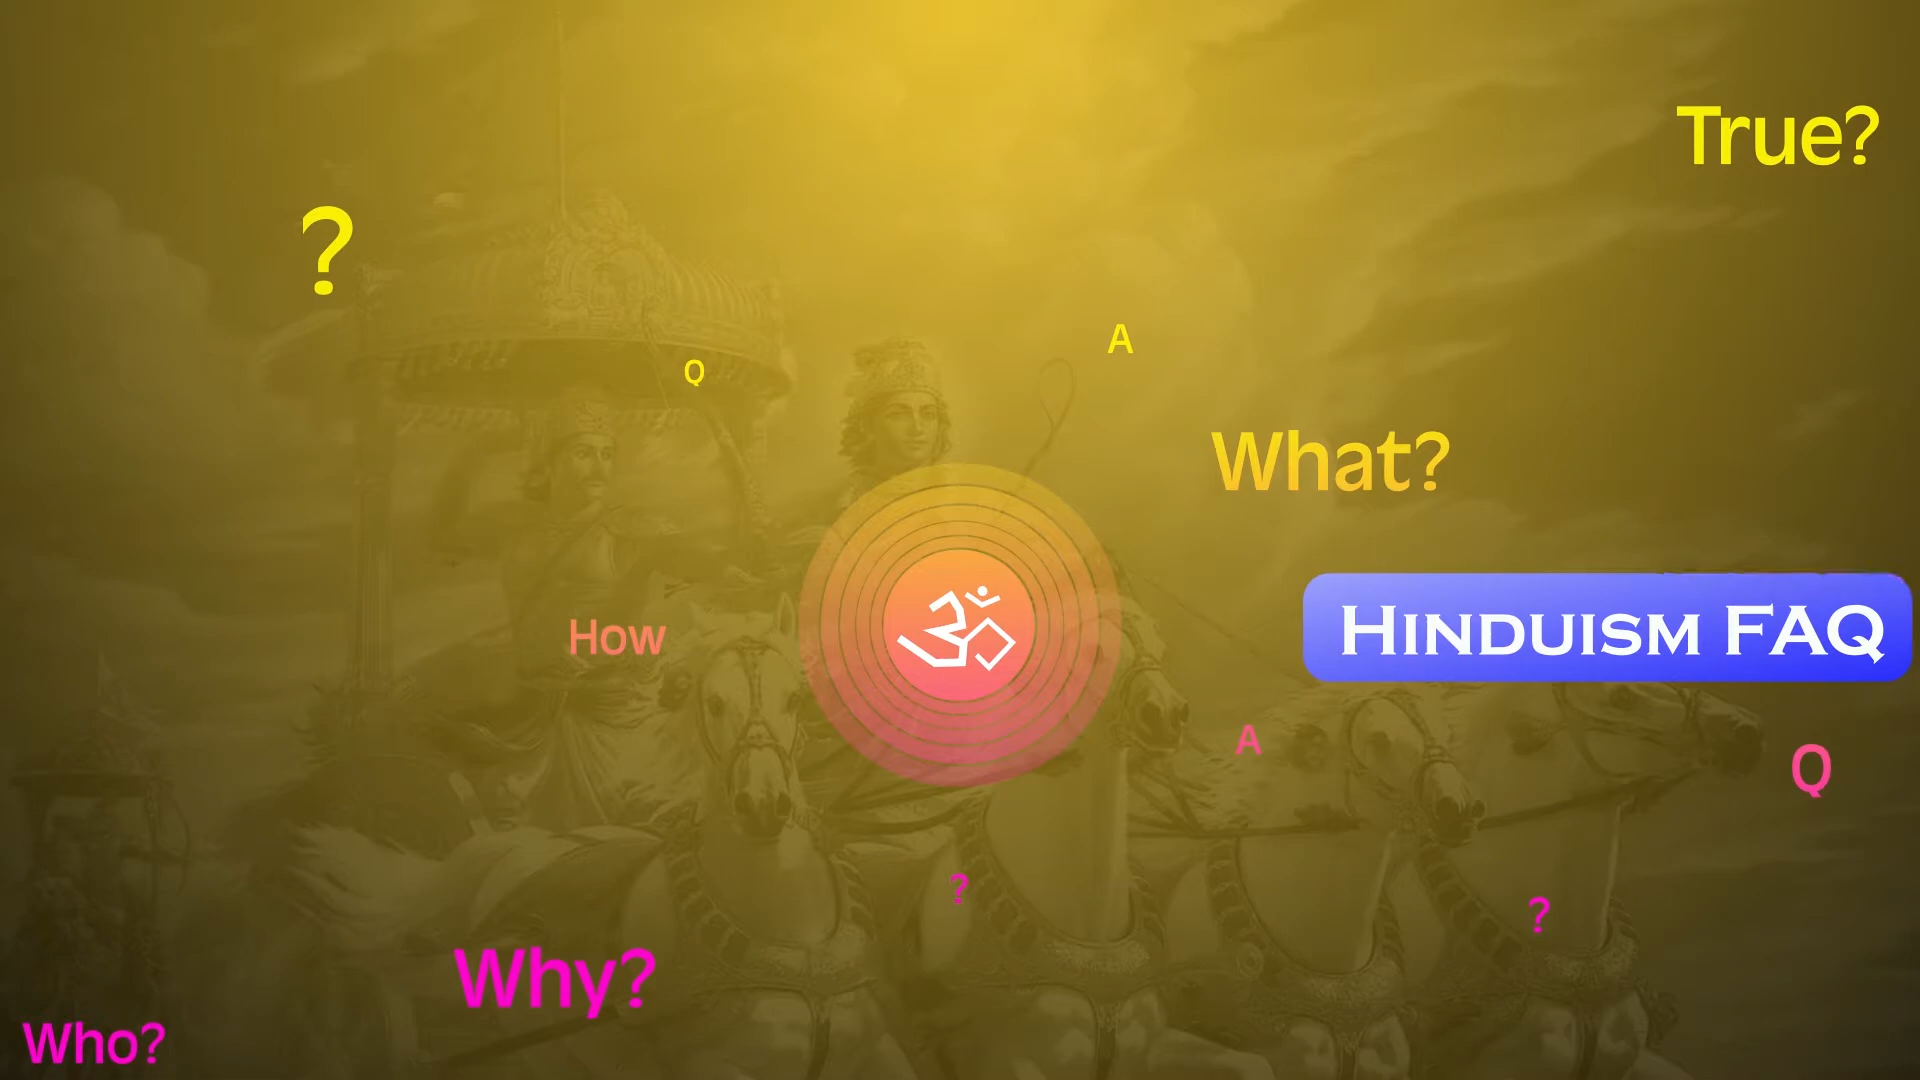 True?
?
A
Q
What?
ॐ
How
Hinduism FAQ
A
Q
?
?
Why?
Who?